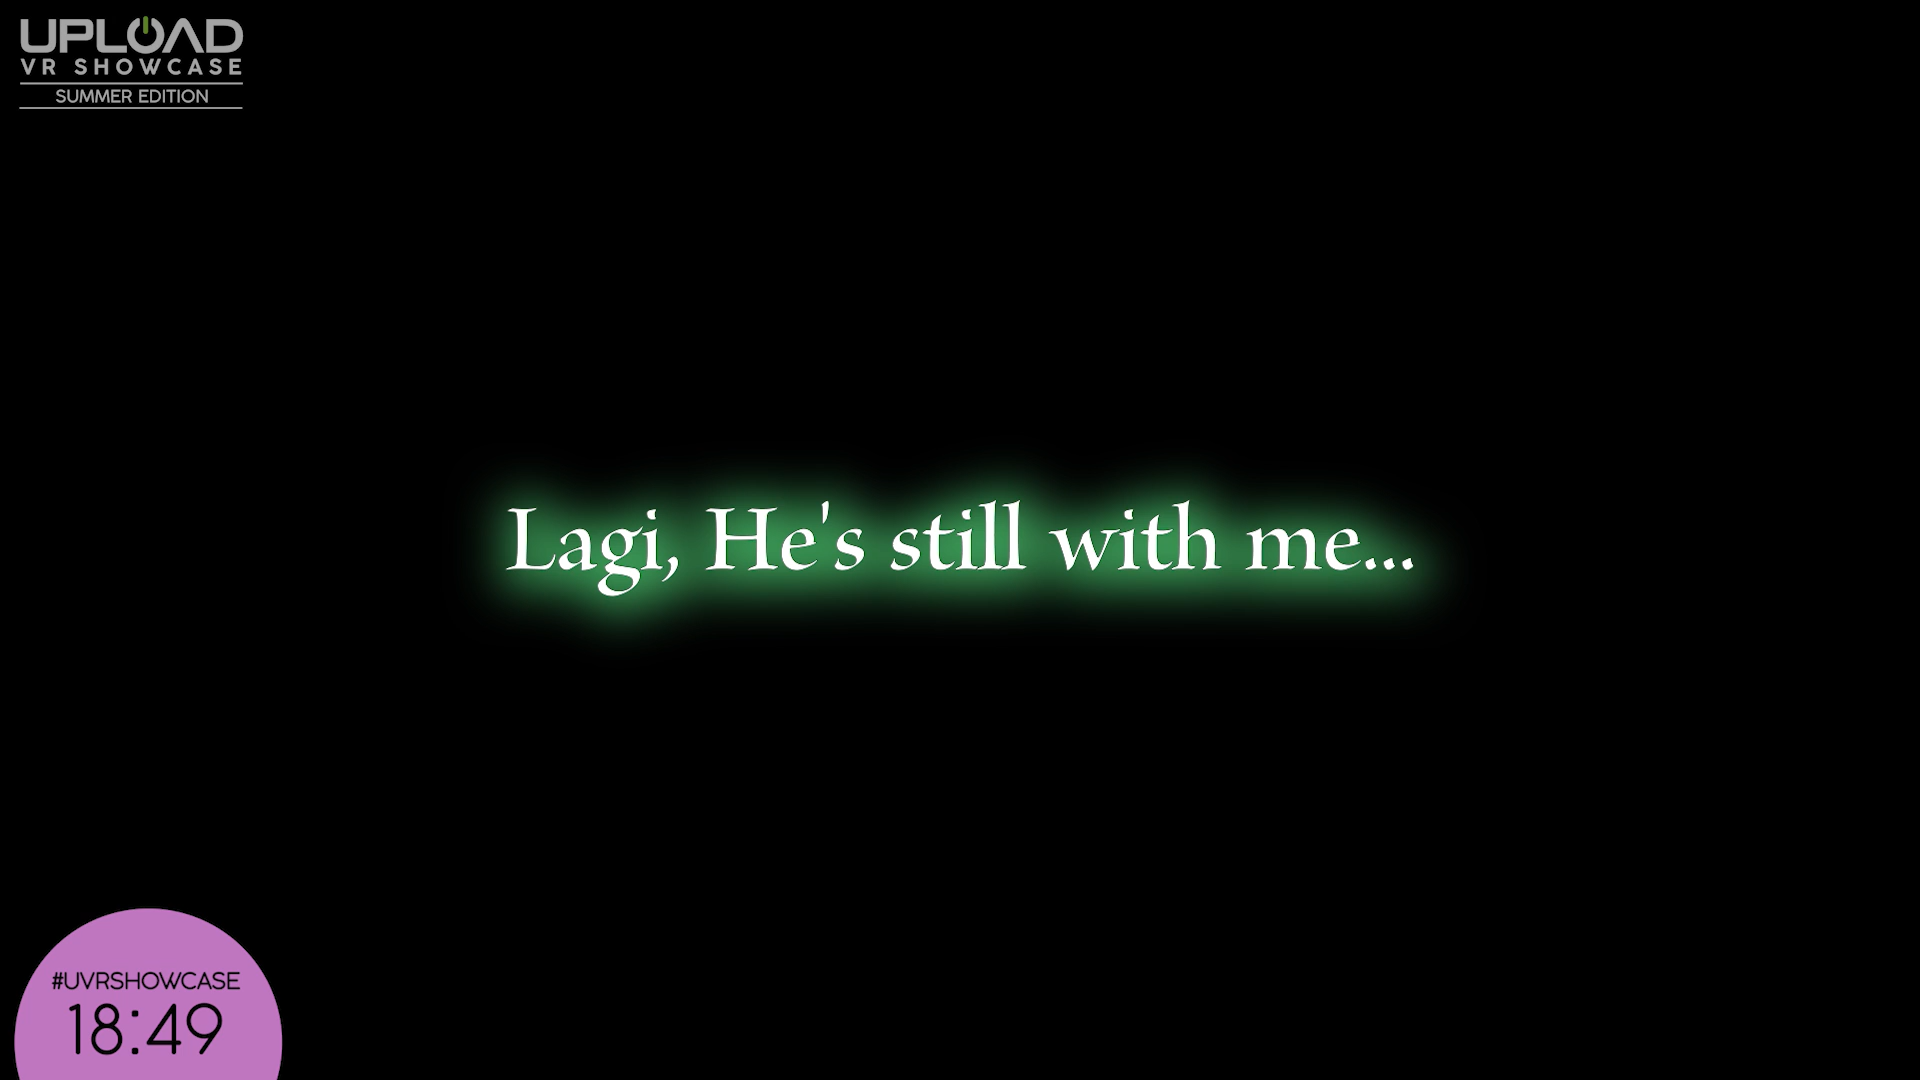 UPLOAD
VR SHOWCASE
SUMMER EDITION
Lagi, He's still with me...
#UVRSHOWCASE
18:49